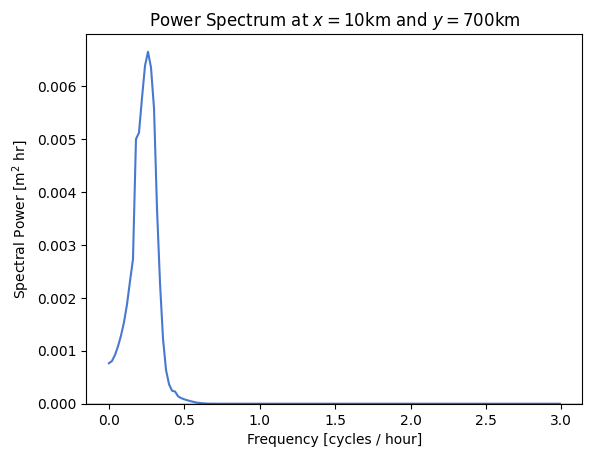 Power Spectrum at x = 10km and y = 700km
Spectral Power [m² hr]
0.006
0.005
0.004
0.003
0.002
0.001
0.000
0.0 0.5 1.0 1.5 2.0 2.5 3.0
Frequency [cycles / hour]